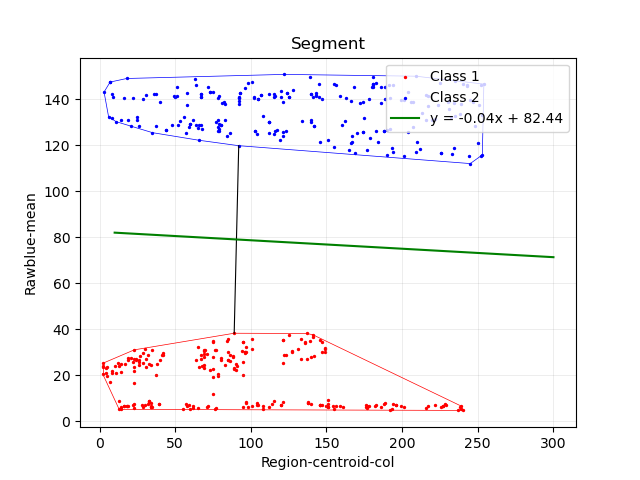 Segment
Class 1
Class 2
y = -0.04x + 82.44
Rawblue-mean
140
120
100
80
60
40
20
0
0 50 100 150 200 250 300
Region-centroid-col